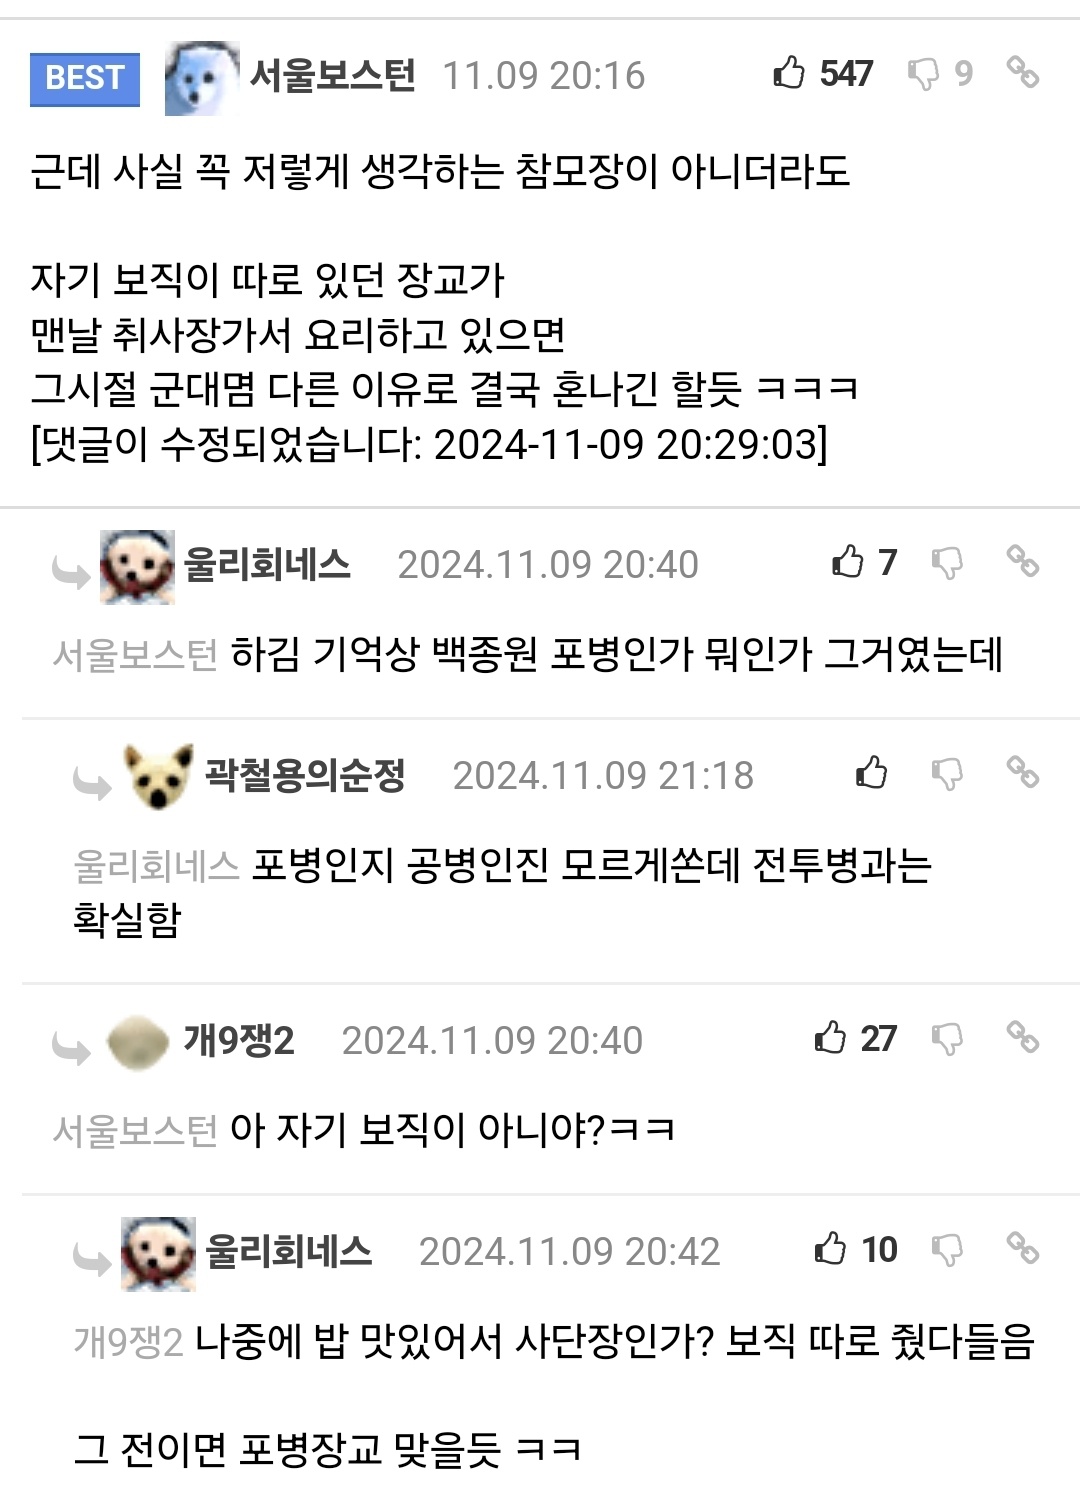 BEST 서울보스턴 11.09 20:16 547 9
근데 사실 꼭 저렇게 생각하는 참모장이 아니더라도
자기 보직이 따로 있던 장교가
맨날 취사장가서 요리하고 있으면
그시절 군대몀 다른 이유로 결국 혼나긴 할듯 ㅋㅋㅋ
[댓글이 수정되었습니다: 2024-11-09 20:29:03]
울리회네스 2024.11.09 20:40 7
서울보스턴 하김 기억상 백종원 포병인가 뭐인가 그거였는데
곽철용의순정 2024.11.09 21:18
울리회네스 포병인지 공병인진 모르게쏜데 전투병과는
확실함
개9쟁2 2024.11.09 20:40 27
서울보스턴 아 자기 보직이 아니야?ㅋㅋ
울리회네스 2024.11.09 20:42 10
개9쟁2 나중에 밥 맛있어서 사단장인가? 보직 따로 줬다들음
그 전이면 포병장교 맞을듯 ㅋㅋ